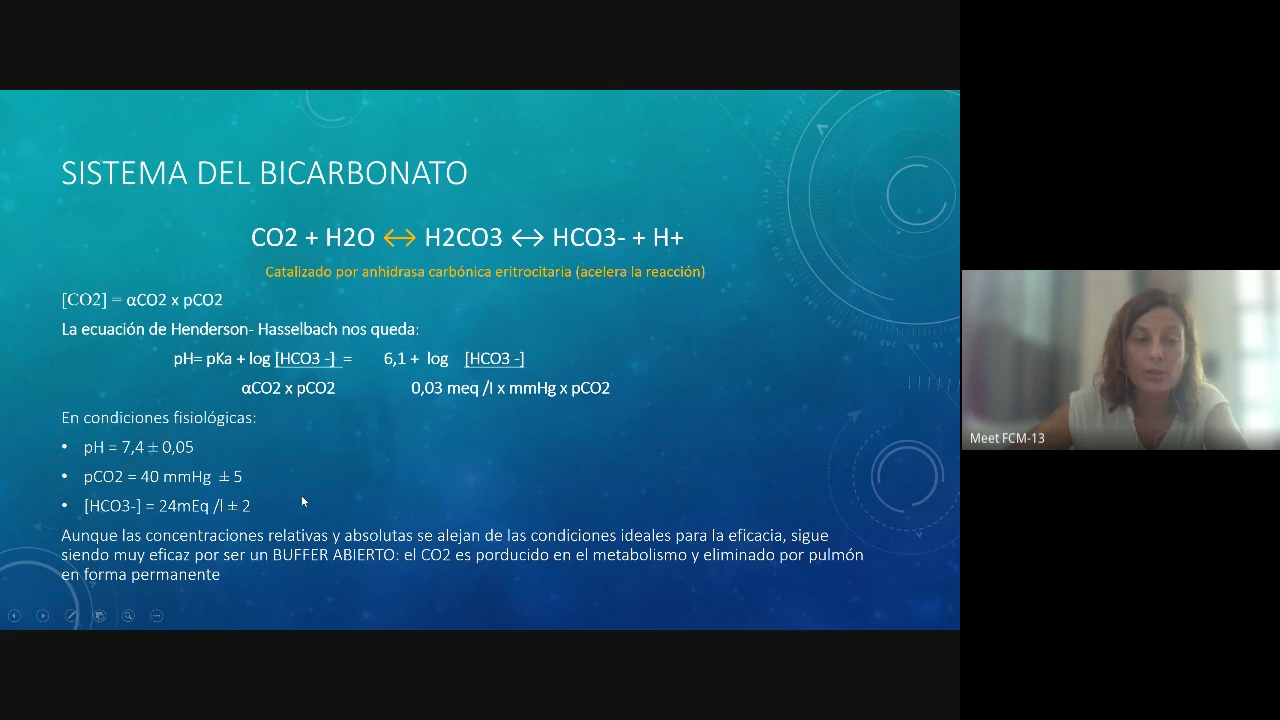 SISTEMA DEL BICARBONATO
CO2 + H2O ↔ H2CO3 ↔ HCO3- + H+
Catalizado por anhidrasa carbónica eritrocitaria (acelera la reacción)
[CO2] = αCO2 x pCO2
La ecuación de Henderson- Hasselbach nos queda:
pH= pKa + log [HCO3 -] = 6,1 + log [HCO3 -]
αCO2 x pCO2 0,03 meq /l x mmHg x pCO2
En condiciones fisiológicas:
• pH = 7,4 ± 0,05
• pCO2 = 40 mmHg ± 5
• [HCO3-] = 24mEq /l ± 2
Aunque las concentraciones relativas y absolutas se alejan de las condiciones ideales para la eficacia, sigue
siendo muy eficaz por ser un BUFFER ABIERTO: el CO2 es porducido en el metabolismo y eliminado por pulmón
en forma permanente
Meet FCM-13